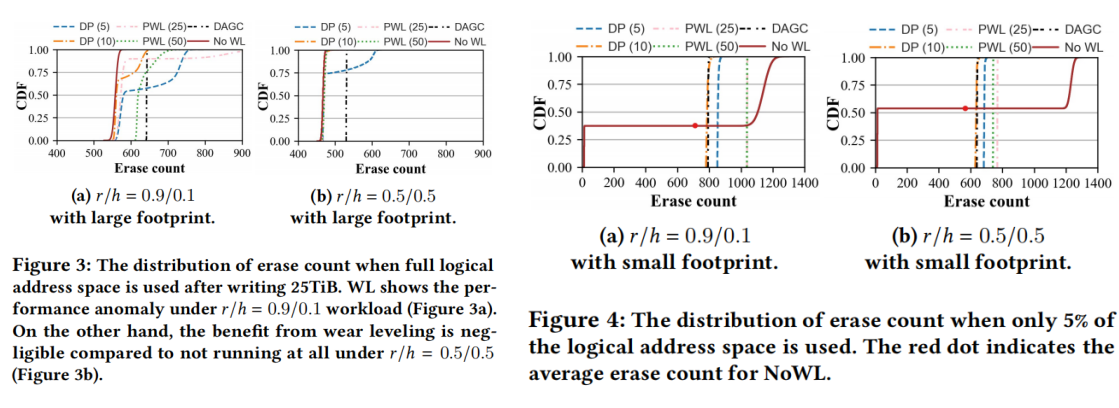 DP (5) PWL (25) DAGC
DP (10) PWL (50) No WL
CDF
1.00
0.75
0.50
0.25
0.00
400 500 600 700 800 900
Erase count
(a) r/h = 0.9/0.1
with large footprint.
DP (5) PWL (25) DAGC
DP (10) PWL (50) No WL
CDF
1.00
0.75
0.50
0.25
0.00
400 500 600 700 800 900
Erase count
(b) r/h = 0.5/0.5
with large footprint.
Figure 3: The distribution of erase count when full logical
address space is used after writing 25TiB. WL shows the per-
formance anomaly under r/h = 0.9/0.1 workload (Figure 3a).
On the other hand, the benefit from wear leveling is neg-
ligible compared to not running at all under r/h = 0.5/0.5
(Figure 3b).
DP (5) PWL (25) DAGC
DP (10) PWL (50) No WL
CDF
1.00
0.75
0.50
0.25
0.00
0 200 400 600 800 1000 1200 1400
Erase count
(a) r/h = 0.9/0.1
with small footprint.
DP (5) PWL (25) DAGC
DP (10) PWL (50) No WL
CDF
1.00
0.75
0.50
0.25
0.00
0 200 400 600 800 1000 1200 1400
Erase count
(b) r/h = 0.5/0.5
with small footprint.
Figure 4: The distribution of erase count when only 5% of
the logical address space is used. The red dot indicates the
average erase count for NoWL.